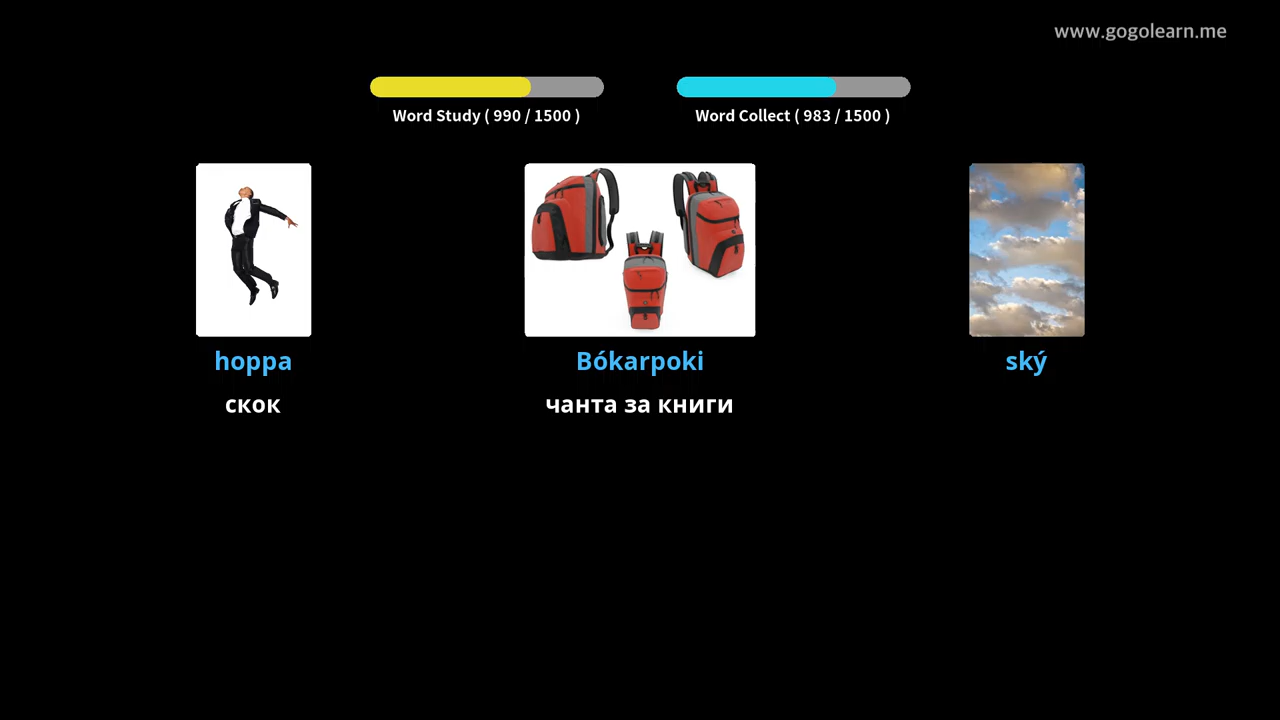 www.gogolearn.me
Word Study ( 990 / 1500 )
Word Collect ( 983 / 1500 )
hoppa
Bókarpoki
ský
скок
чанта за книги